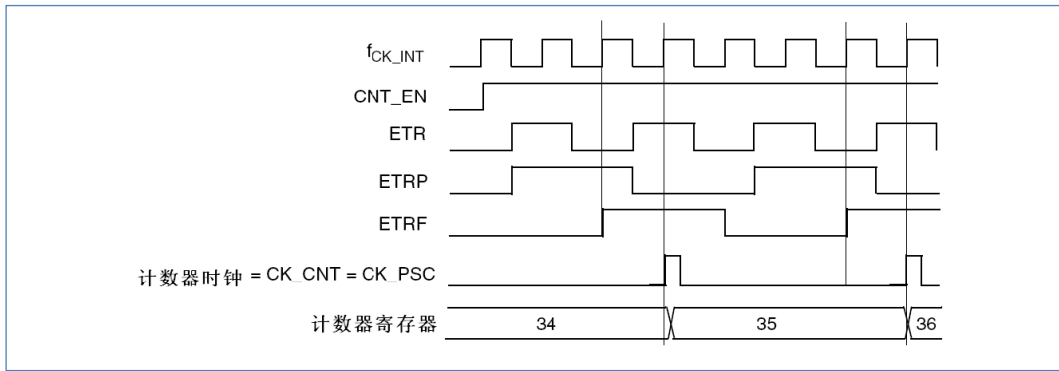 fCK_INT
CNT_EN
ETR
ETRP
ETRF
计数器时钟 = CK_CNT = CK_PSC
计数器寄存器 34 35 36